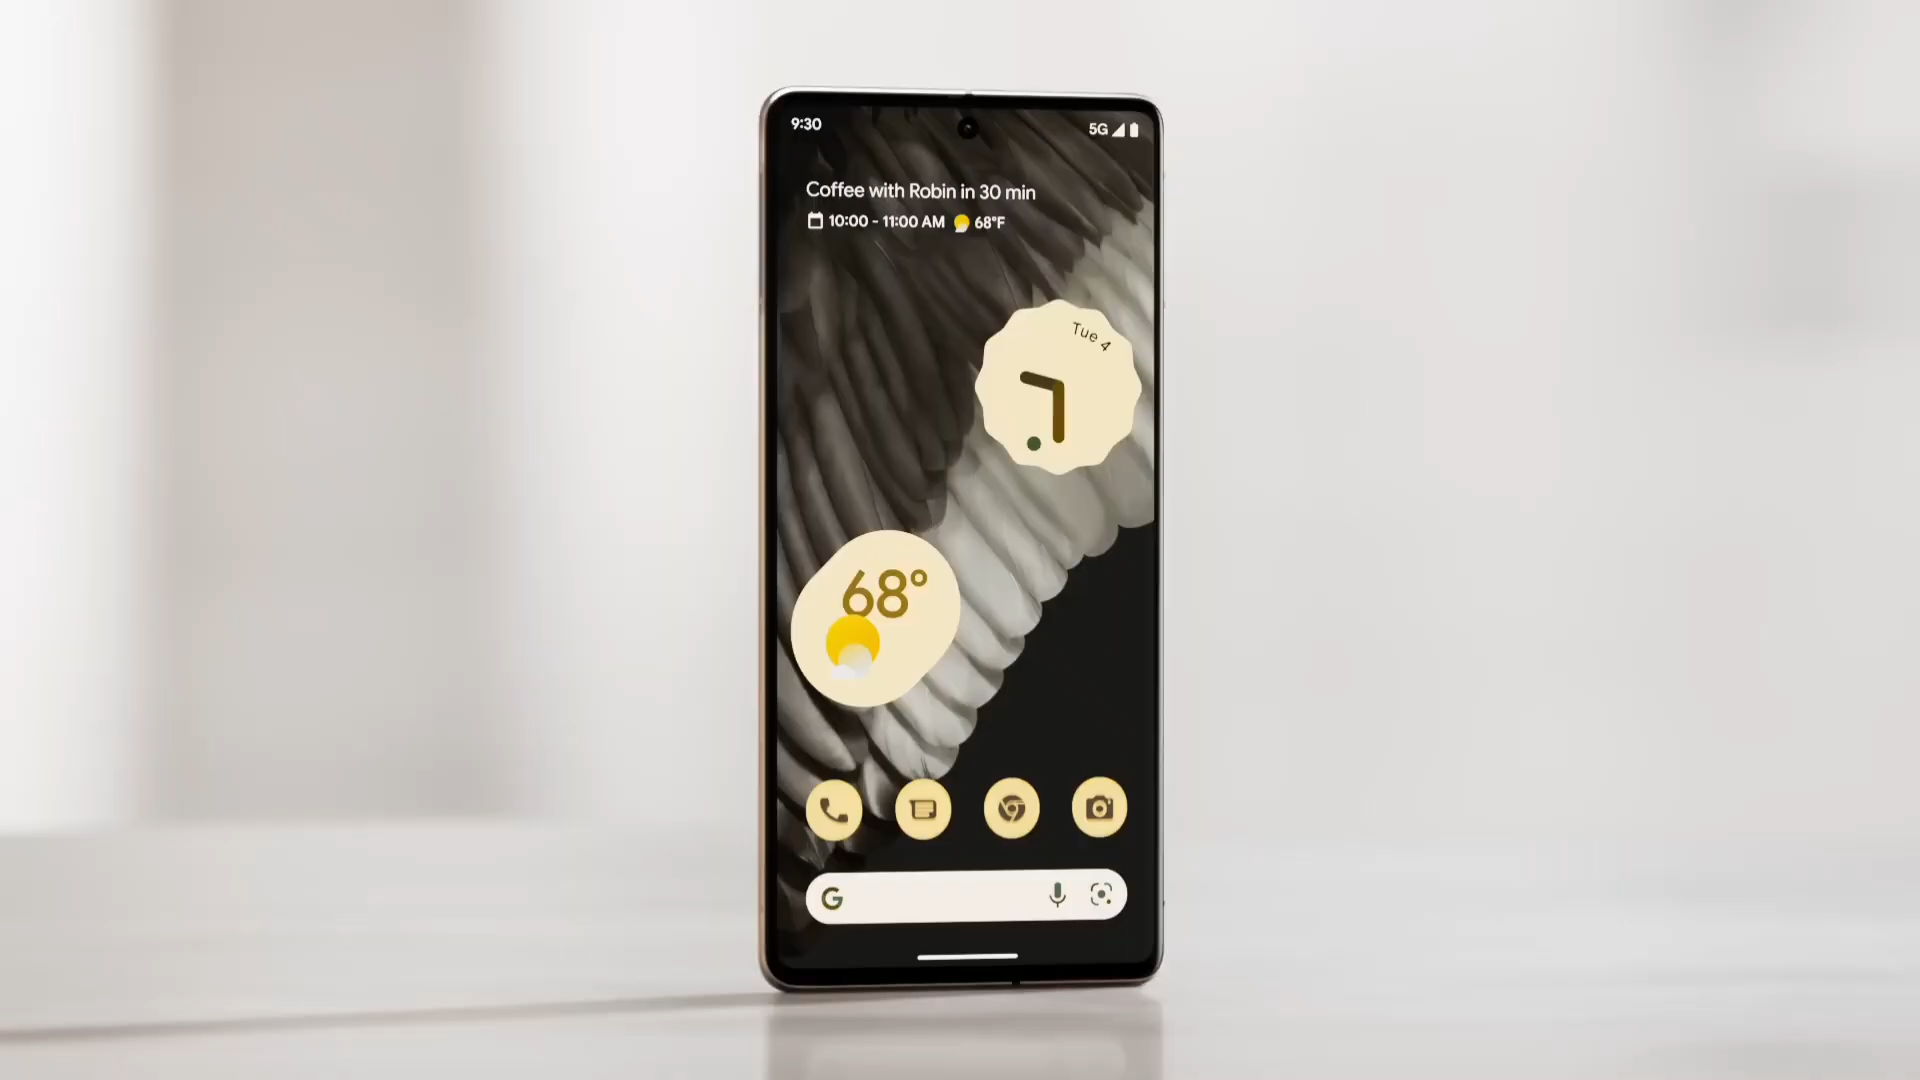 9:30
5G
Coffee with Robin in 30 min
10:00 - 11:00 AM 68°F
Tue 4
68°
G